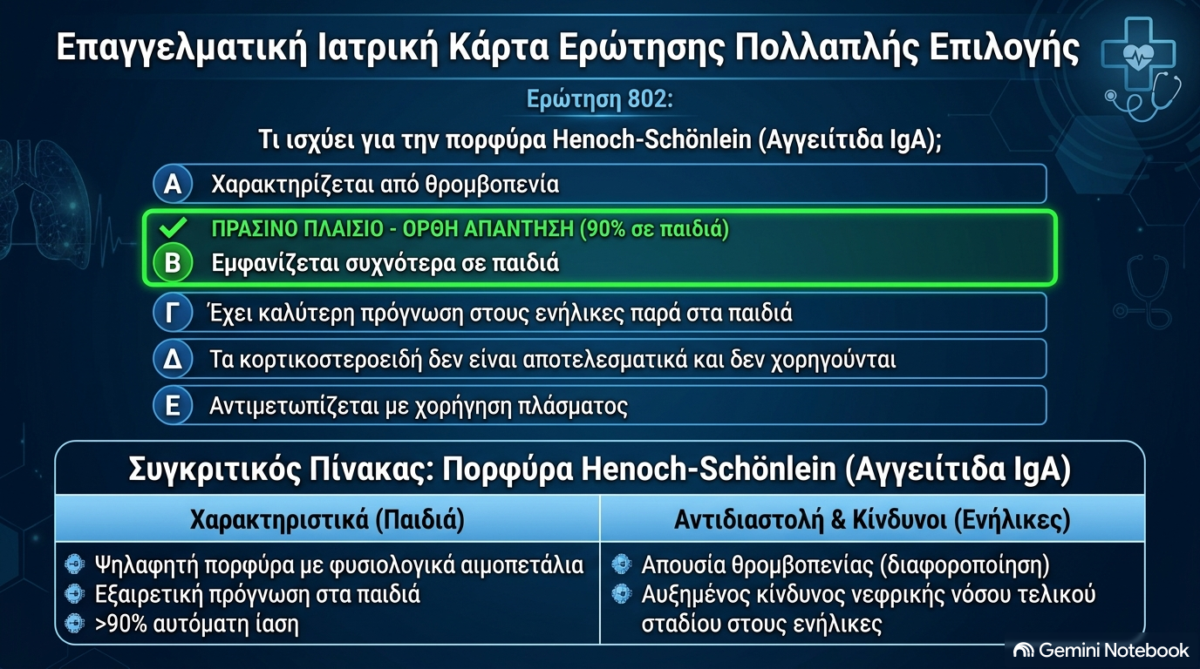 Επαγγελματική Ιατρική Κάρτα Ερώτησης Πολλαπλής Επιλογής
Ερώτηση 802:
Τι ισχύει για την πορφύρα Henoch-Schönlein (Αγγειίτιδα IgA);
Α Χαρακτηρίζεται από θρομβοπενία
ΠΡΑΣΙΝΟ ΠΛΑΙΣΙΟ - ΟΡΘΗ ΑΠΑΝΤΗΣΗ (90% σε παιδιά)
Β Εμφανίζεται συχνότερα σε παιδιά
Γ Έχει καλύτερη πρόγνωση στους ενήλικες παρά στα παιδιά
Δ Τα κορτικοστεροειδή δεν είναι αποτελεσματικά και δεν χορηγούνται
Ε Αντιμετωπίζεται με χορήγηση πλάσματος
Συγκριτικός Πίνακας: Πορφύρα Henoch-Schönlein (Αγγειίτιδα IgA)
Χαρακτηριστικά (Παιδιά)
Ψηλαφητή πορφύρα με φυσιολογικά αιμοπετάλια
Εξαιρετική πρόγνωση στα παιδιά
>90% αυτόματη ίαση
Αντιδιαστολή & Κίνδυνοι (Ενήλικες)
Απουσία θρομβοπενίας (διαφοροποίηση)
Αυξημένος κίνδυνος νεφρικής νόσου τελικού
σταδίου στους ενήλικες
Gemini Notebook